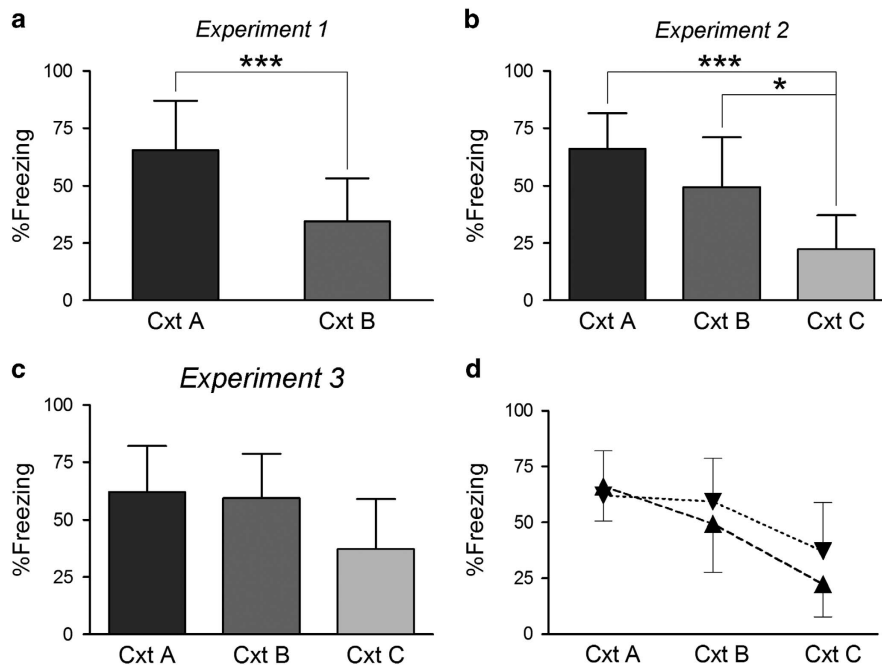 a
Experiment 1
***
100
75
50
25
0
%Freezing
Cxt A Cxt B
b
Experiment 2
***
*
100
75
50
25
0
%Freezing
Cxt A Cxt B Cxt C
c
Experiment 3
100
75
50
25
0
%Freezing
Cxt A Cxt B Cxt C
d
100
75
50
25
0
%Freezing
Cxt A Cxt B Cxt C